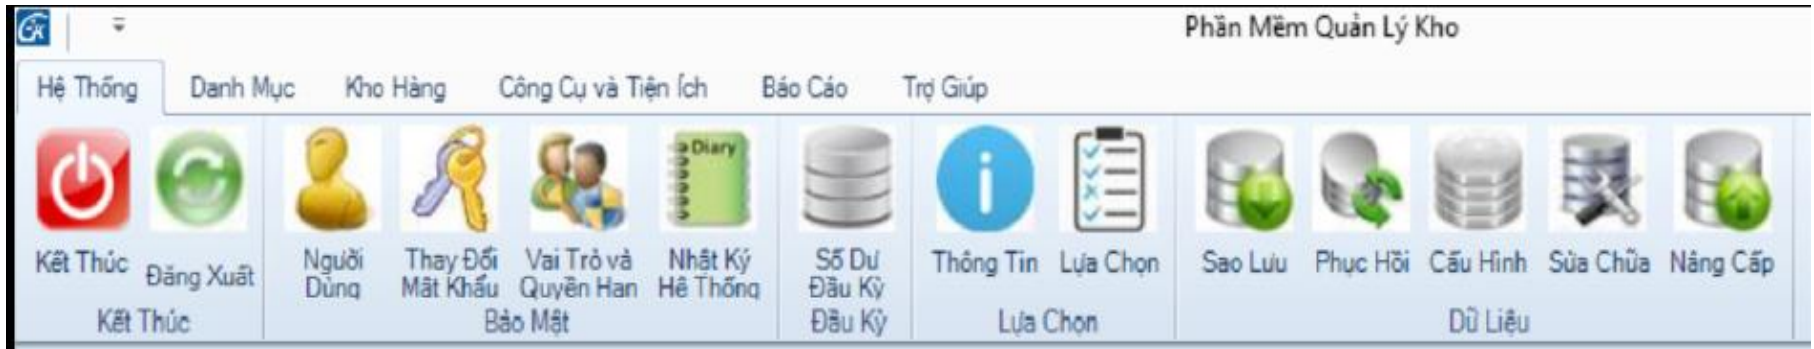 Phần Mềm Quản Lý Kho
Hệ Thống Danh Mục Kho Hàng Công Cụ và Tiện Ích Báo Cáo Trợ Giúp
Diary
Kết Thúc Đăng Xuất Người Dùng Thay Đổi Mật Khẩu Vai Trò và Quyền Hạn Nhật Ký Hệ Thống Số Dư Đầu Kỳ Thông Tin Lựa Chọn Sao Lưu Phục Hồi Cấu Hình Sửa Chữa Nâng Cấp
Kết Thúc Bảo Mật Đầu Kỳ Lựa Chọn Dữ Liệu